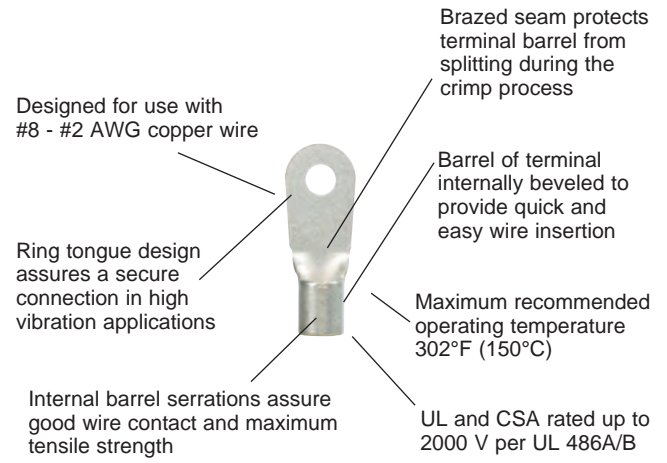 Brazed seam protects
terminal barrel from
splitting during the
crimp process
Designed for use with
#8 - #2 AWG copper wire
Barrel of terminal
internally beveled to
provide quick and
easy wire insertion
Ring tongue design
assures a secure
connection in high
vibration applications
Maximum recommended
operating temperature
302°F (150°C)
Internal barrel serrations assure
good wire contact and maximum
tensile strength
UL and CSA rated up to
2000 V per UL 486A/B